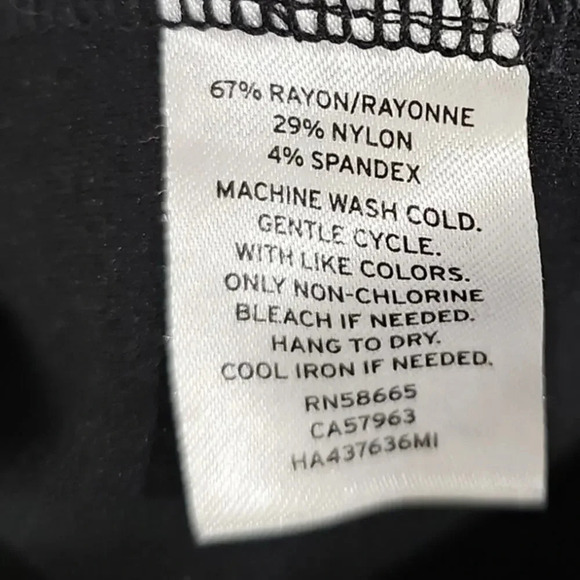 67% RAYON/RAYONNE
29% NYLON
4% SPANDEX
MACHINE WASH COLD.
GENTLE CYCLE.
WITH LIKE COLORS.
ONLY NON-CHLORINE
BLEACH IF NEEDED.
HANG TO DRY.
COOL IRON IF NEEDED.
RN58665
CA57963
HA437636MI